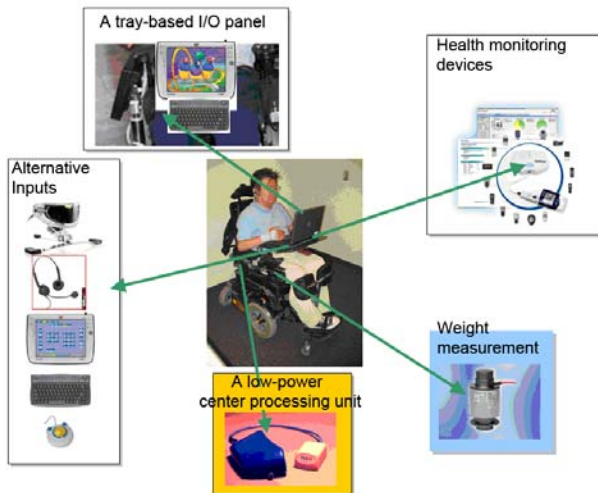 A tray-based I/O panel
Health monitoring
devices
Alternative
Inputs
Weight
measurement
A low-power
center processing unit